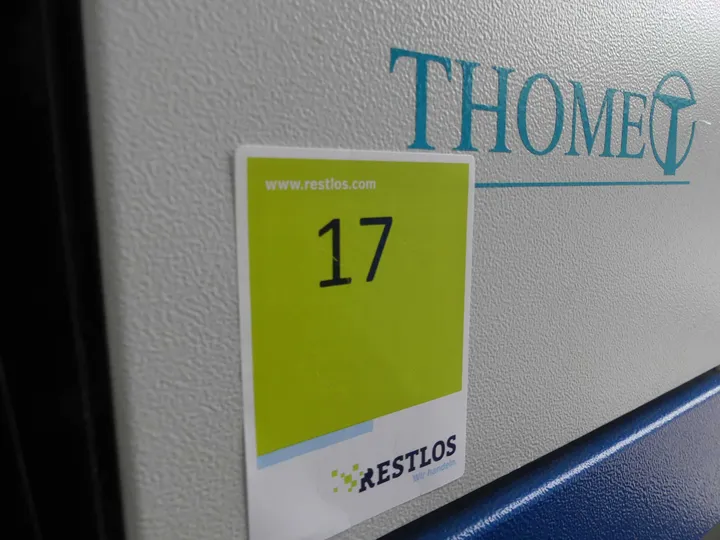 THOMET
www.restlos.com
17
RESTLOS
Wir handeln